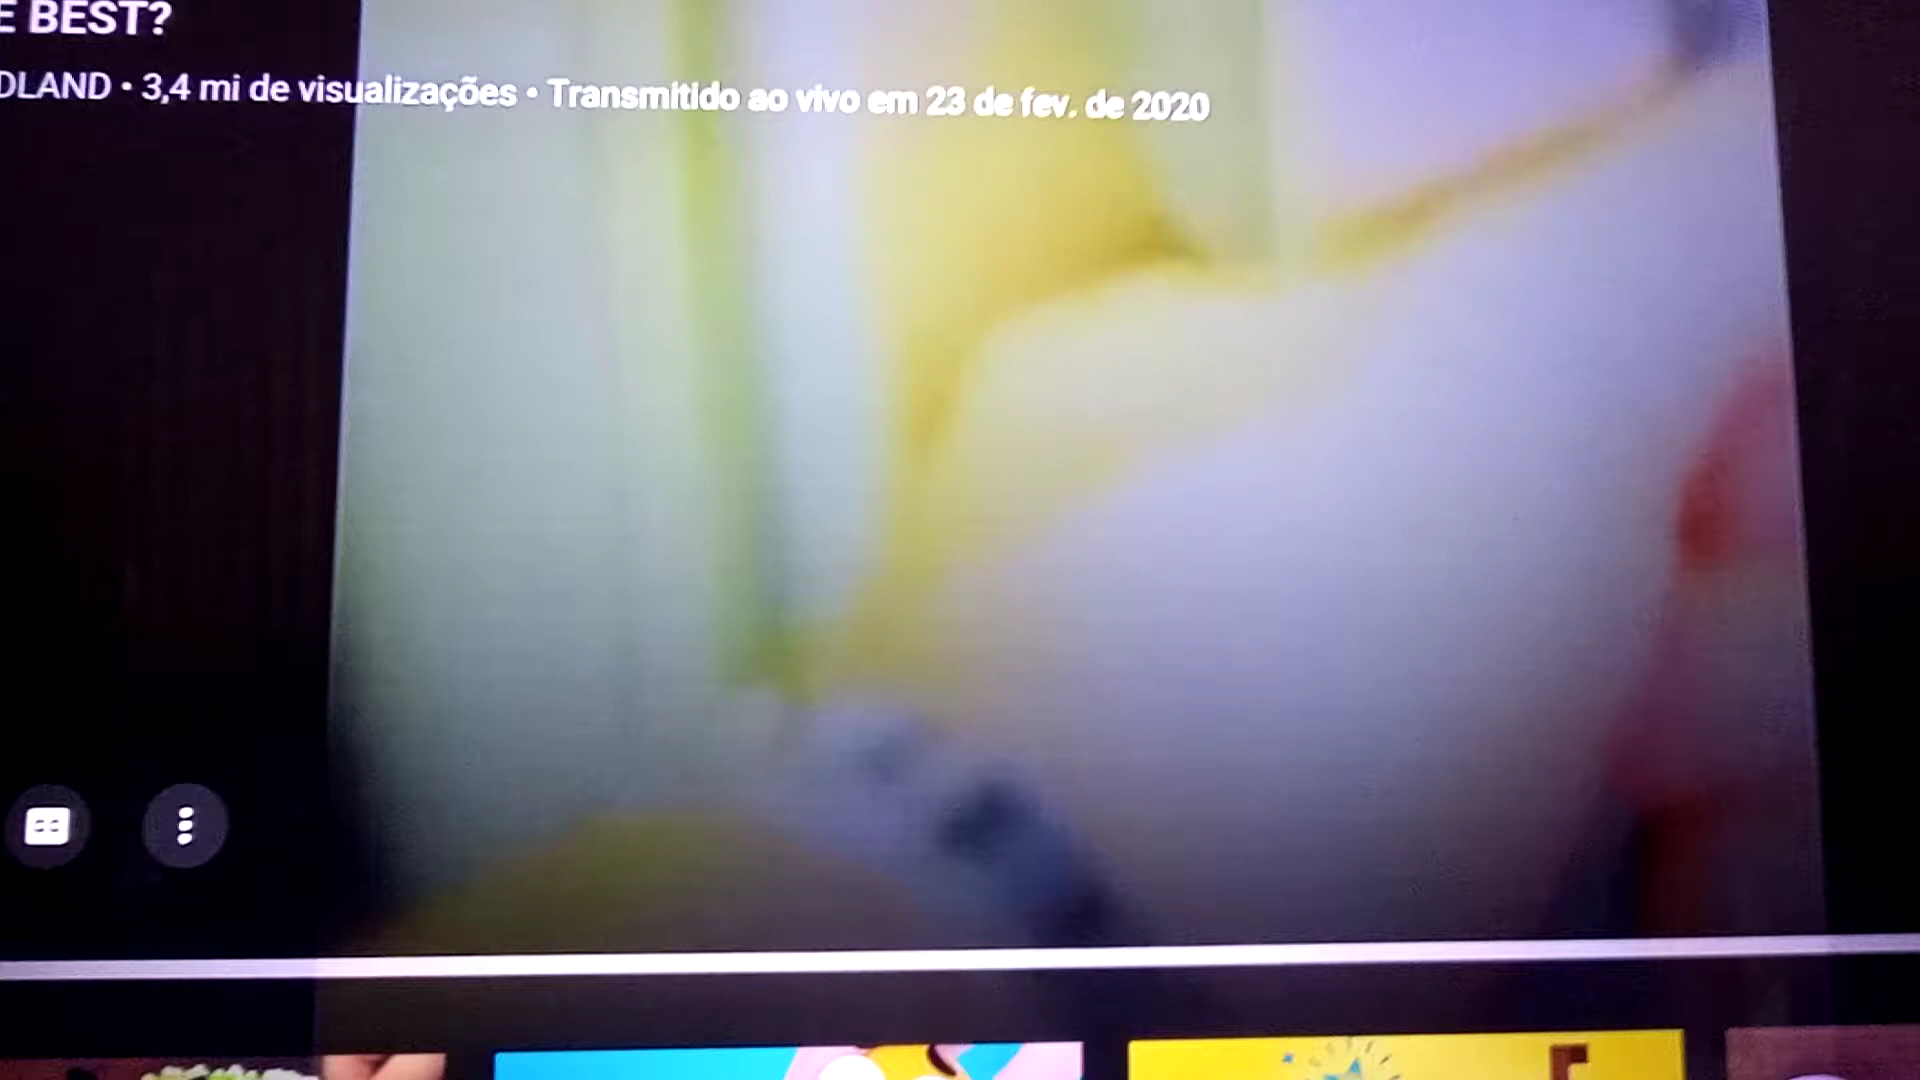 E BEST?
DLAND • 3,4 mi de visualizações • Transmitido ao vivo em 23 de fev. de 2020